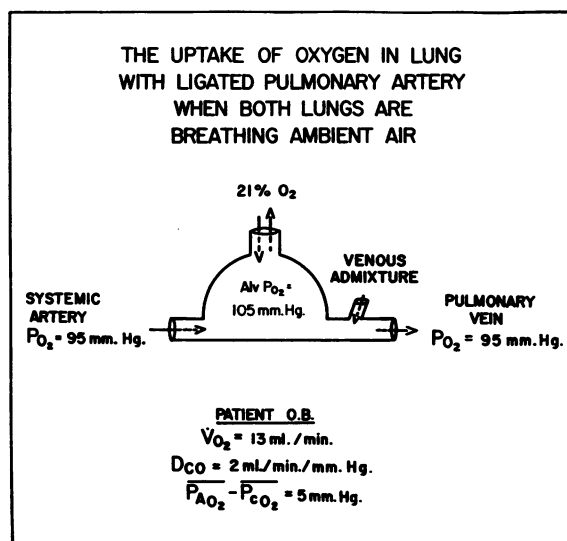 THE UPTAKE OF OXYGEN IN LUNG
WITH LIGATED PULMONARY ARTERY
WHEN BOTH LUNGS ARE
BREATHING AMBIENT AIR
21% O₂
VENOUS
ADMIXTURE
Alv PO₂ =
105 mm. Hg.
SYSTEMIC
ARTERY
PO₂ = 95 mm. Hg.
PULMONARY
VEIN
PO₂ = 95 mm. Hg
PATIENT O.B.
V̇O₂ = 13 ml. / min.
DCO = 2 ml./min./mm. Hg.
P̅A̅O̅₂ - P̅c̅O̅₂ = 5 mm. Hg.